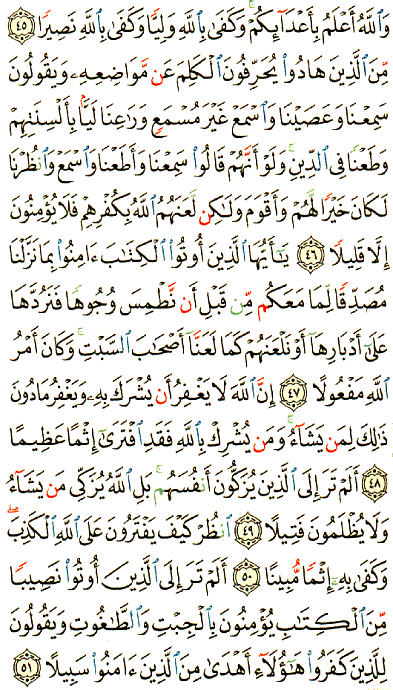 وَٱللَّهُ أَعۡلَمُ بِأَعۡدَآئِكُمۡۚ وَكَفَىٰ بِٱللَّهِ وَلِيّٗا وَكَفَىٰ بِٱللَّهِ نَصِيرٗا ٤٥
مِّنَ ٱلَّذِينَ هَادُواْ يُحَرِّفُونَ ٱلۡكَلِمَ عَن مَّوَاضِعِهِۦ وَيَقُولُونَ
سَمِعۡنَا وَعَصَيۡنَا وَٱسۡمَعۡ غَيۡرَ مُسۡمَعٖ وَرَٰعِنَا لَيَّۢا بِأَلۡسِنَتِهِمۡ
وَطَعۡنٗا فِي ٱلدِّينِۚ وَلَوۡ أَنَّهُمۡ قَالُواْ سَمِعۡنَا وَأَطَعۡنَا وَٱسۡمَعۡ وَٱنظُرۡنَا
لَكَانَ خَيۡرٗا لَّهُمۡ وَأَقۡوَمَ وَلَٰكِن لَّعَنَهُمُ ٱللَّهُ بِكُفۡرِهِمۡ فَلَا يُؤۡمِنُونَ
إِلَّا قَلِيلٗا ٤٦ يَٰٓأَيُّهَا ٱلَّذِينَ أُوتُواْ ٱلۡكِتَٰبَ ءَامِنُواْ بِمَا نَزَّلۡنَا
مُصَدِّقٗا لِّمَا مَعَكُم مِّن قَبۡلِ أَن نَّطۡمِسَ وُجُوهٗا فَنَرُدَّهَا
عَلَىٰٓ أَدۡبَارِهَآ أَوۡ نَلۡعَنَهُمۡ كَمَا لَعَنَّآ أَصۡحَٰبَ ٱلسَّبۡتِۚ وَكَانَ أَمۡرُ
ٱللَّهِ مَفۡعُولًا ٤٧ إِنَّ ٱللَّهَ لَا يَغۡفِرُ أَن يُشۡرَكَ بِهِۦ وَيَغۡفِرُ مَا دُونَ
ذَٰلِكَ لِمَن يَشَآءُۚ وَمَن يُشۡرِكۡ بِٱللَّهِ فَقَدِ ٱفۡتَرَىٰٓ إِثۡمًا عَظِيمًا
٤٨ أَلَمۡ تَرَ إِلَى ٱلَّذِينَ يُزَكُّونَ أَنفُسَهُمۚ بَلِ ٱللَّهُ يُزَكِّي مَن يَشَآءُ
وَلَا يُظۡلَمُونَ فَتِيلًا ٤٩ ٱنظُرۡ كَيۡفَ يَفۡتَرُونَ عَلَى ٱللَّهِ ٱلۡكَذِبَۖ
وَكَفَىٰ بِهِۦٓ إِثۡمٗا مُّبِينًا ٥٠ أَلَمۡ تَرَ إِلَى ٱلَّذِينَ أُوتُواْ نَصِيبٗا
مِّنَ ٱلۡكِتَٰبِ يُؤۡمِنُونَ بِٱلۡجِبۡتِ وَٱلطَّٰغُوتِ وَيَقُولُونَ
لِلَّذِينَ كَفَرُواْ هَٰٓؤُلَآءِ أَهۡدَىٰ مِنَ ٱلَّذِينَ ءَامَنُواْ سَبِيلًا ٥١